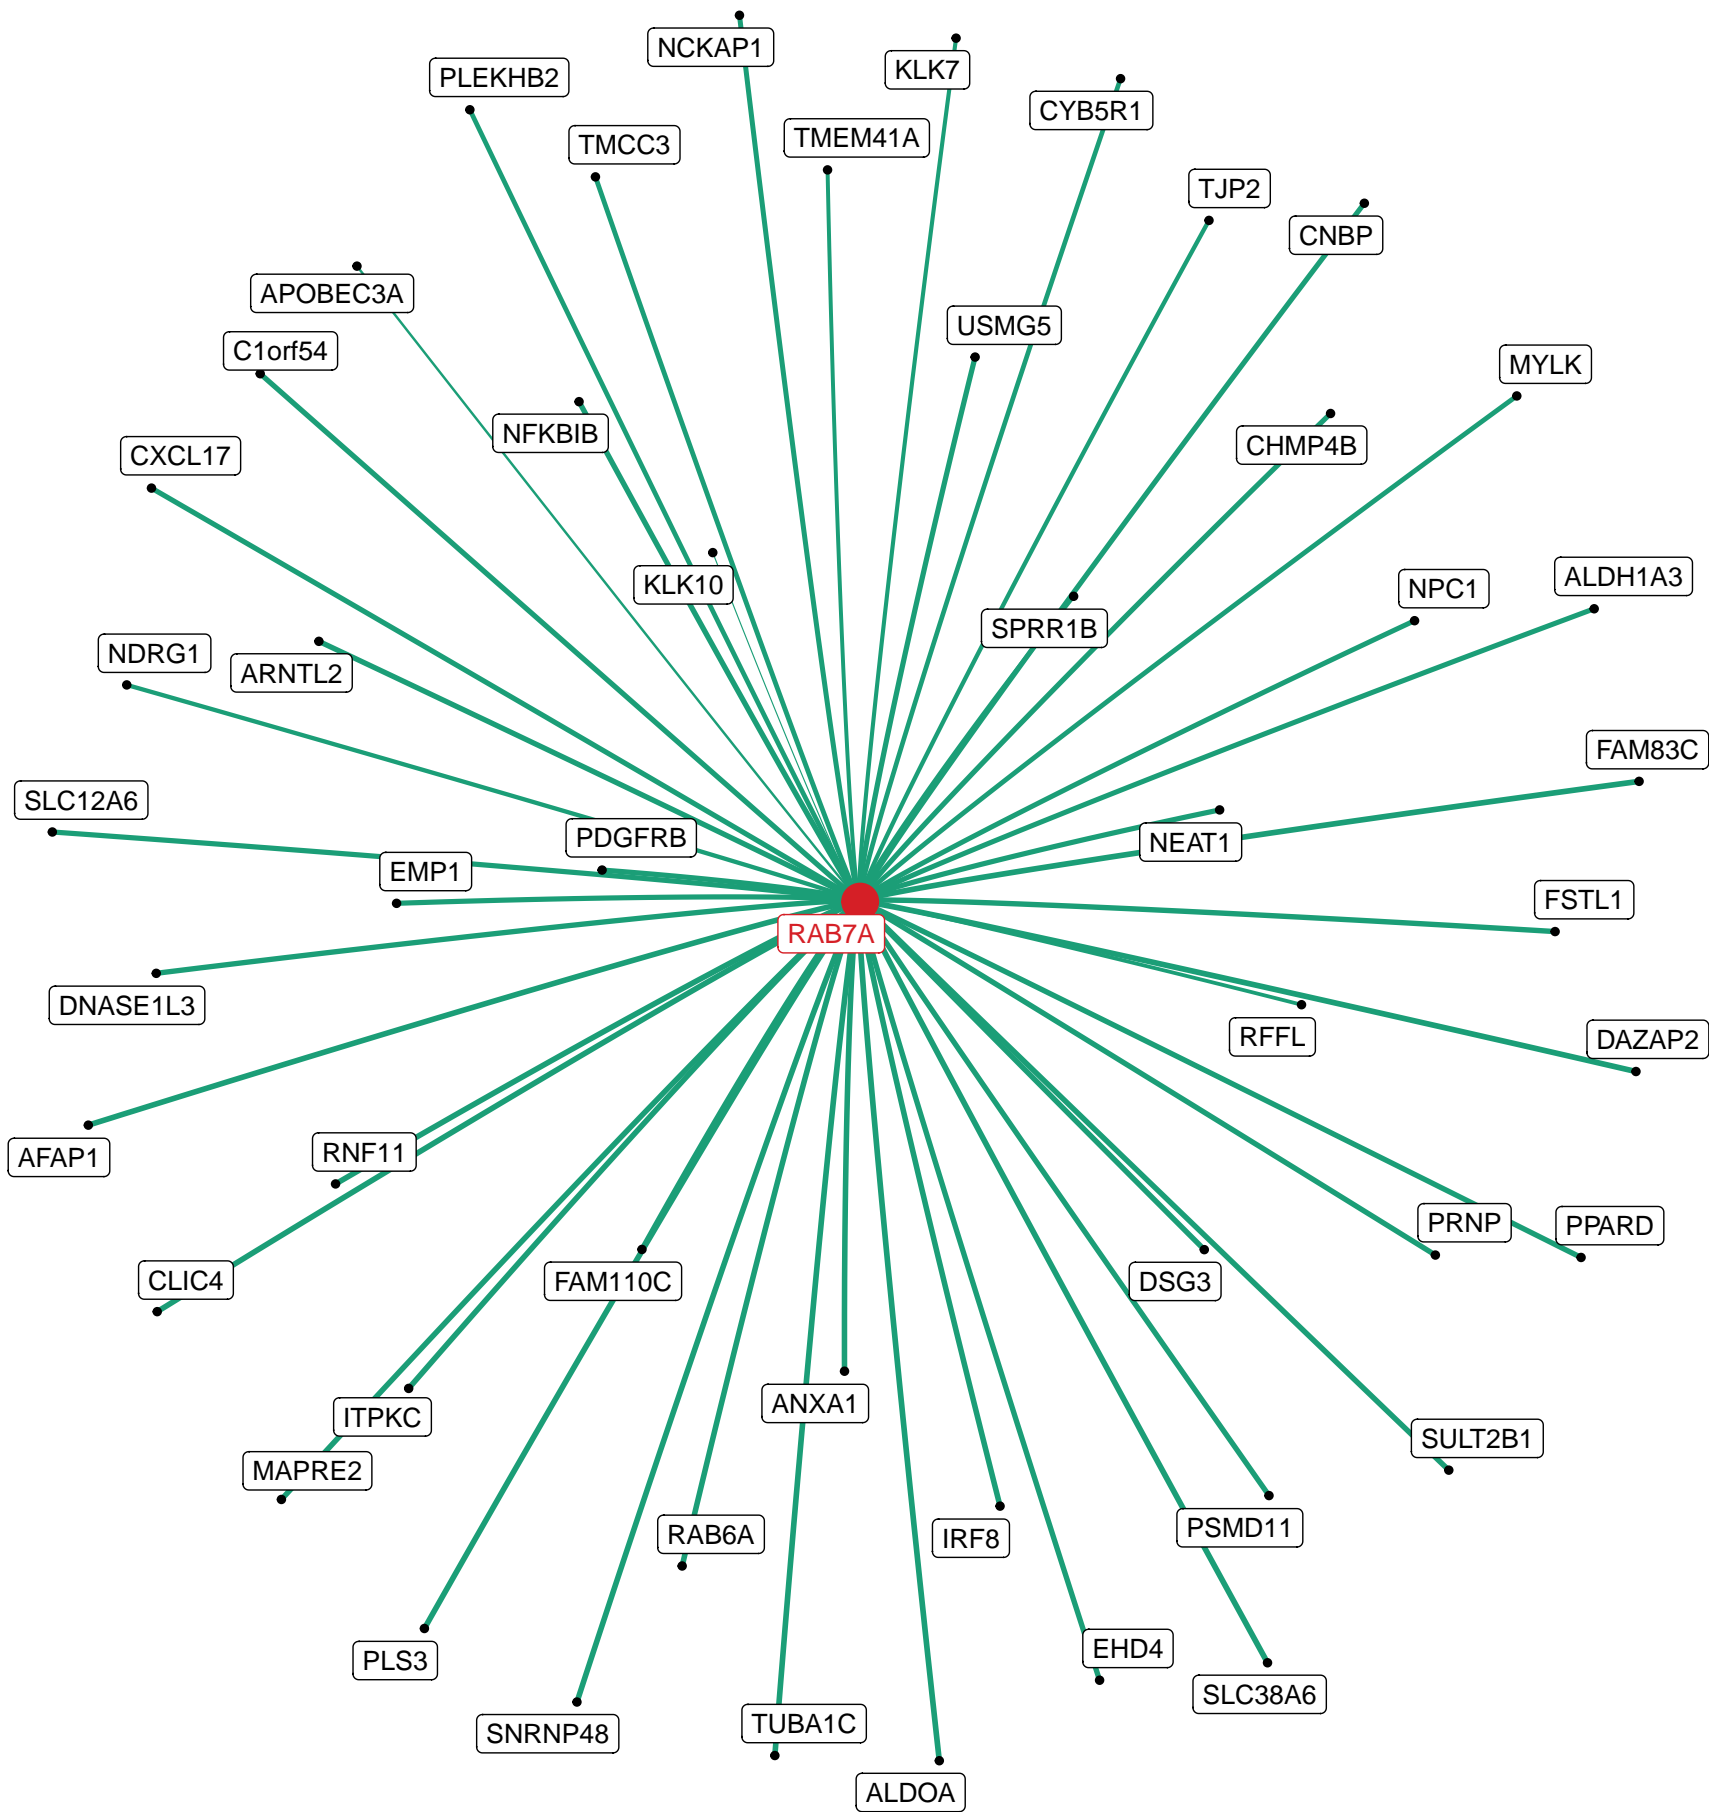 NCKAP1
KLK7
PLEKHB2
CYB5R1
TMCC3
TMEM41A
TJP2
CNBP
APOBEC3A
USMG5
C1orf54
MYLK
NFKBIB
CHMP4B
CXCL17
ALDH1A3
KLK10
NPC1
SPRR1B
NDRG1
ARNTL2
FAM83C
SLC12A6
PDGFRB
NEAT1
EMP1
FSTL1
RAB7A
DNASE1L3
RFFL
DAZAP2
RNF11
AFAP1
PRNP
PPARD
CLIC4
FAM110C
DSG3
ANXA1
ITPKC
SULT2B1
MAPRE2
PSMD11
RAB6A
IRF8
EHD4
PLS3
SLC38A6
TUBA1C
SNRNP48
ALDOA